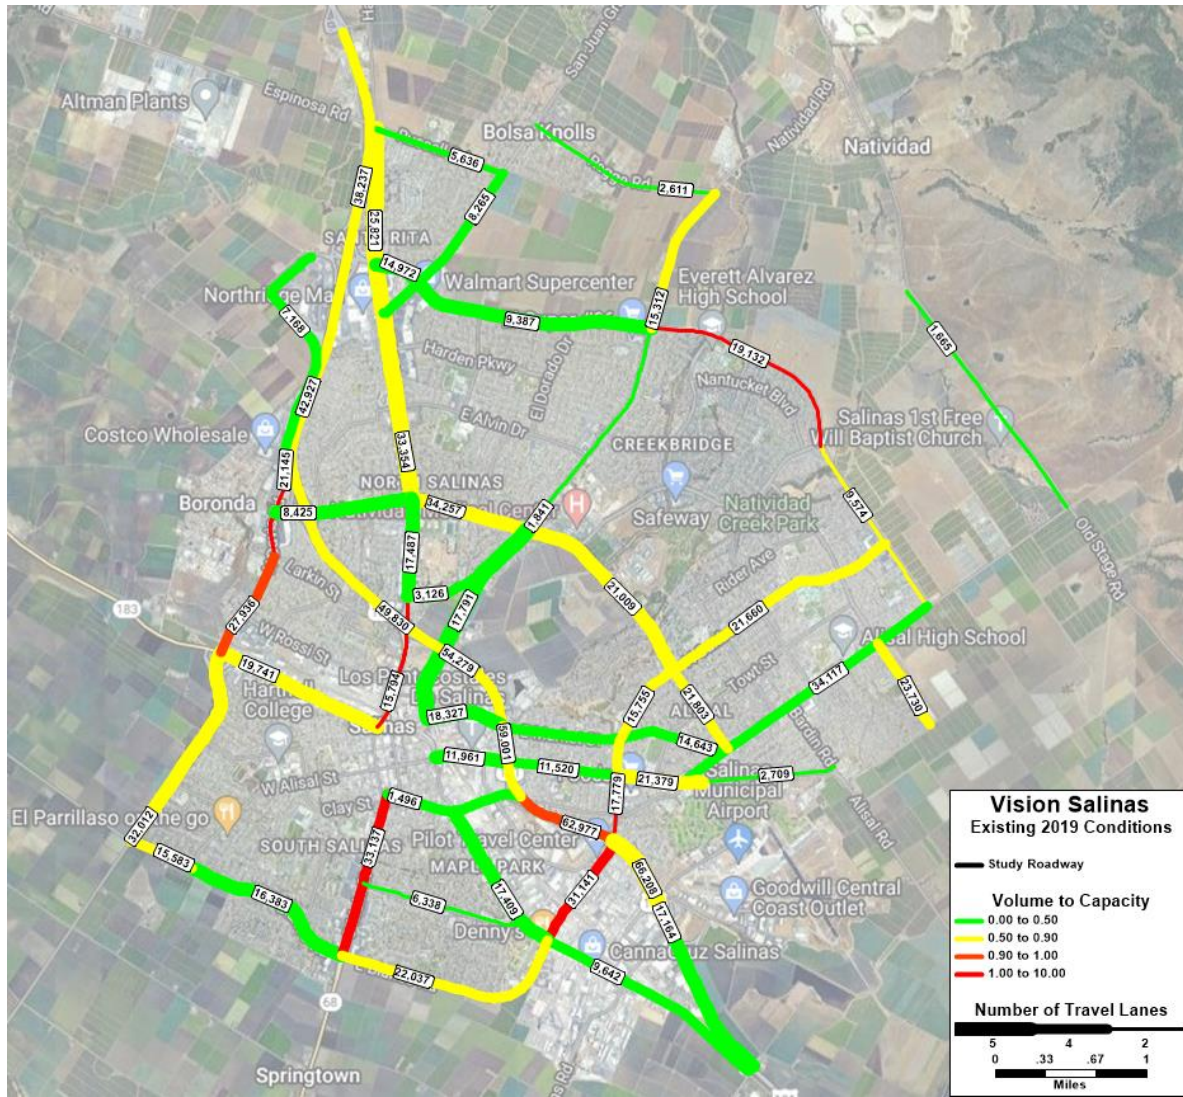 Espinosa Rd
San Juan Gr
Altman Plants
Bolsa Knolls
Natividad Rd
Natividad
5,636
Rogge Rd
2,611
38,237
8,265
25,821
SANTA RITA
14,972
Walmart Supercenter
Everett Alvarez
High School
Northridge Ma
15,312
7,168
9,387
19,132
1,665
Harden Pkwy
El Dorado Dr
Nantucket Blvd
42,927
Salinas 1st Free
Will Baptist Church
E Alvin Dr
Costco Wholesale
CREEKBRIDGE
33,354
21,145
NORTH SALINAS
Boronda
34,257
Safeway
Natividad
Creek Park
9,574
8,425
1,841
Old Stage Rd
17,487
Larkin St
Rider Ave
21,009
183
3,126
49,830
17,791
21,660
27,936
W Rossi St
Alisal High School
54,279
Towt St
19,741
34,117
Hartnell
College
15,794
15,755
21,803
23,730
18,327
Salinas
59,001
14,643
Bardin Rd
11,961
11,520
21,379
2,709
W Alisal St
Salinas
Municipal
Airport
17,779
Clay St
1,496
Alisal Rd
El Parrillaso on the go
32,012
33,137
Pilot Travel Center
62,977
SOUTH SALINAS
MAPLE PARK
15,583
66,208
31,141
16,383
6,338
17,409
Goodwill Central
Coast Outlet
17,164
Denny's
CannaCruz Salinas
9,642
22,037
68
Springtown
Vision Salinas
Existing 2019 Conditions
Study Roadway
Volume to Capacity
0.00 to 0.50
0.50 to 0.90
0.90 to 1.00
1.00 to 10.00
Number of Travel Lanes
5 4 2
0 .33 .67 1
Miles